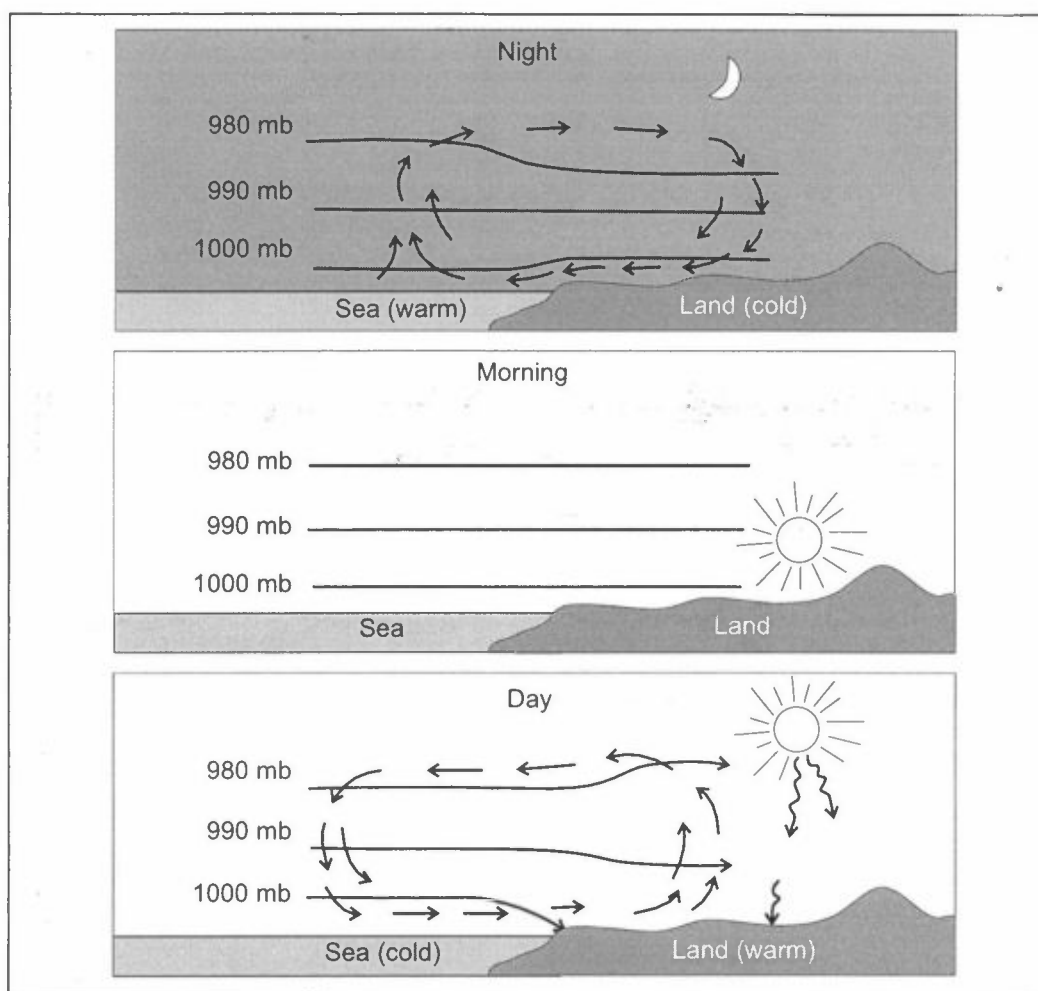 Night
980 mb
990 mb
1000 mb
Sea (warm)
Land (cold)
Morning
980 mb
990 mb
1000 mb
Sea
Land
Day
980 mb
990 mb
1000 mb
Sea (cold)
Land (warm)